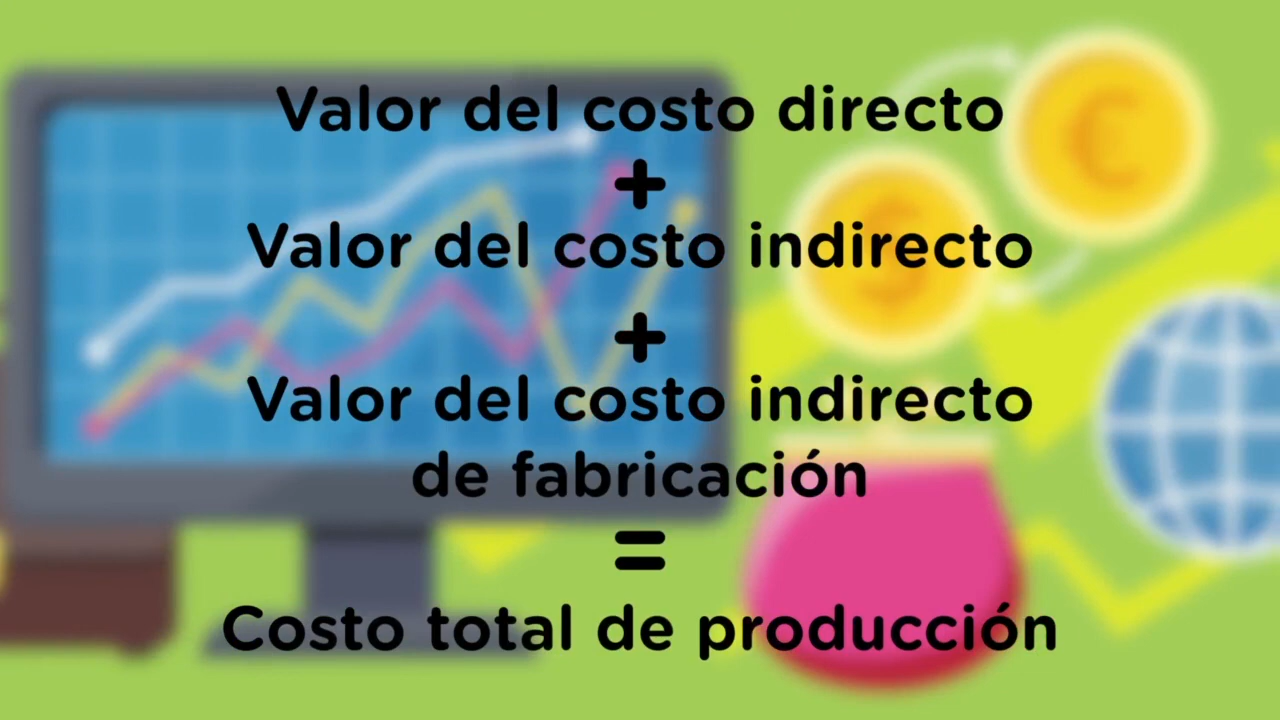 Valor del costo directo
+
Valor del costo indirecto
+
Valor del costo indirecto
de fabricación
=
Costo total de producción